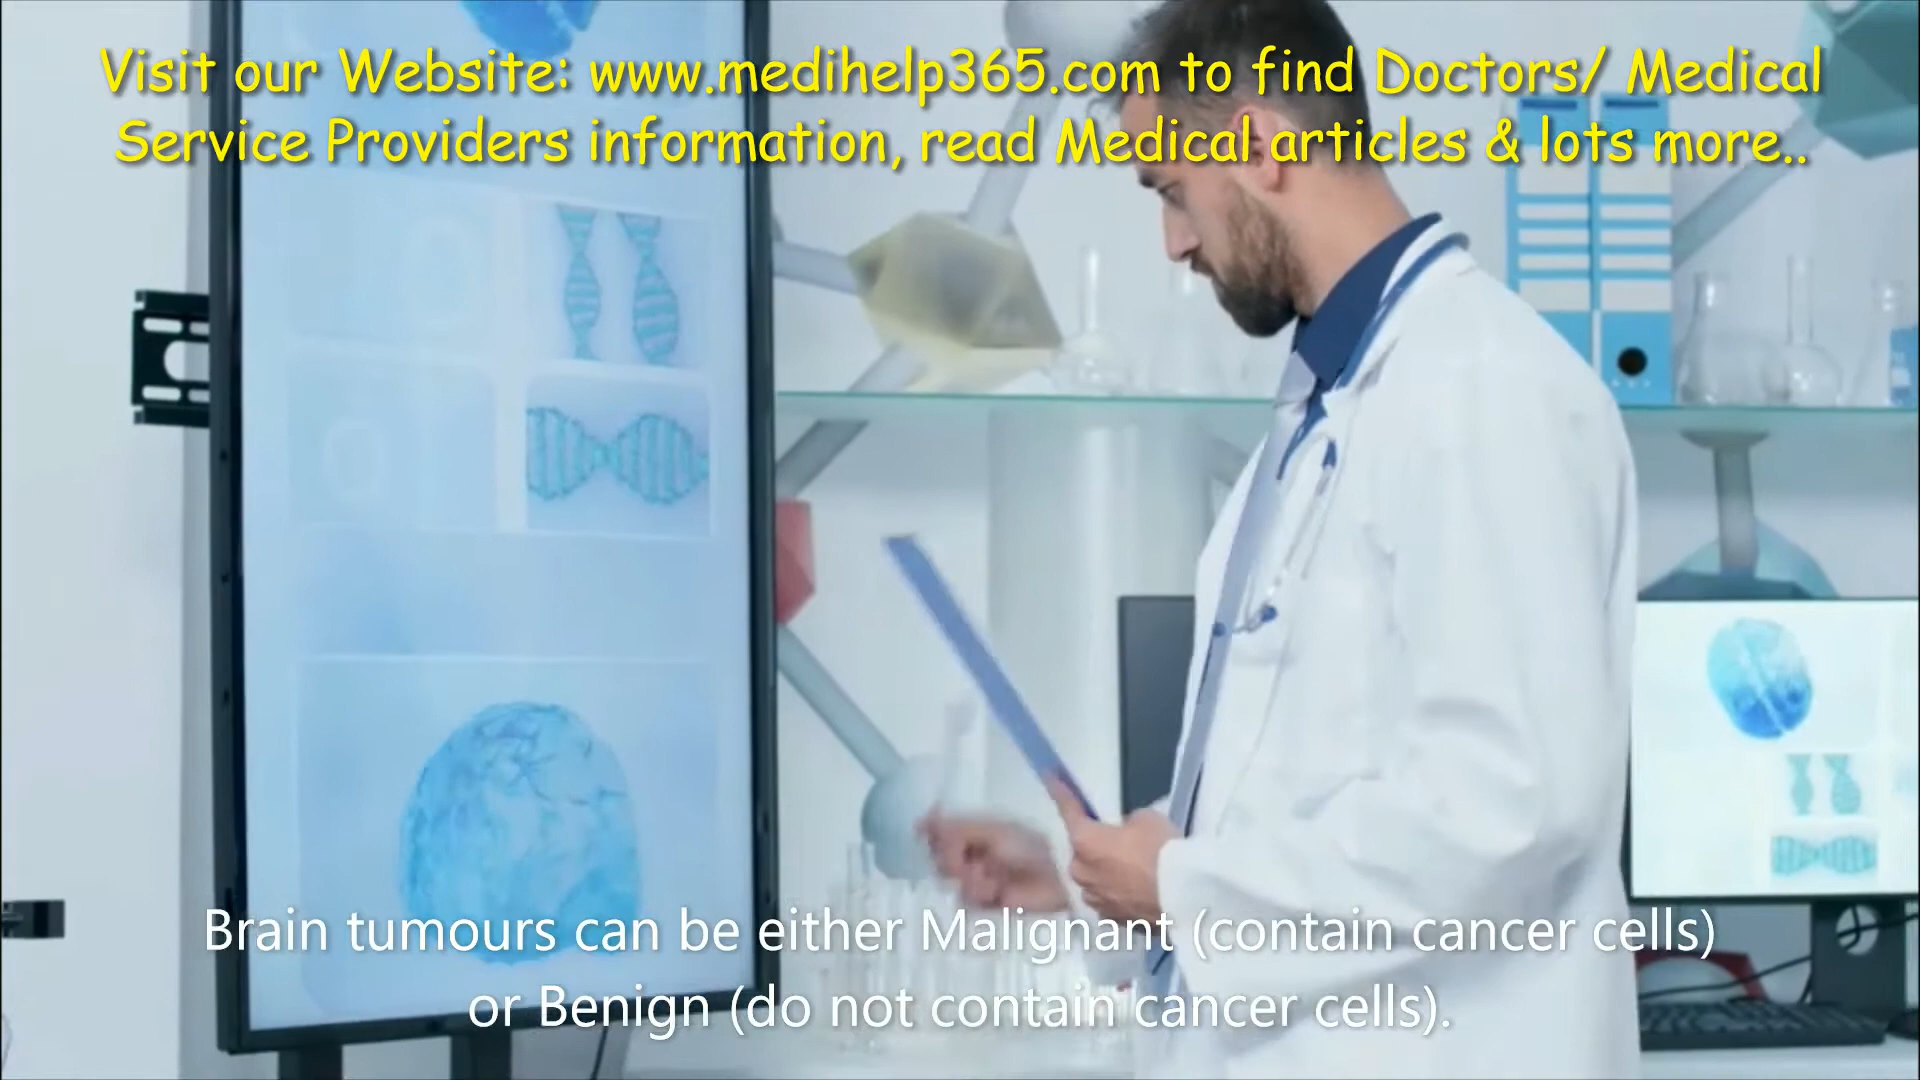 Visit our Website: www.medihelp365.com to find Doctors/ Medical
Service Providers information, read Medical articles & lots more..
Brain tumours can be either Malignant (contain cancer cells)
or Benign (do not contain cancer cells).